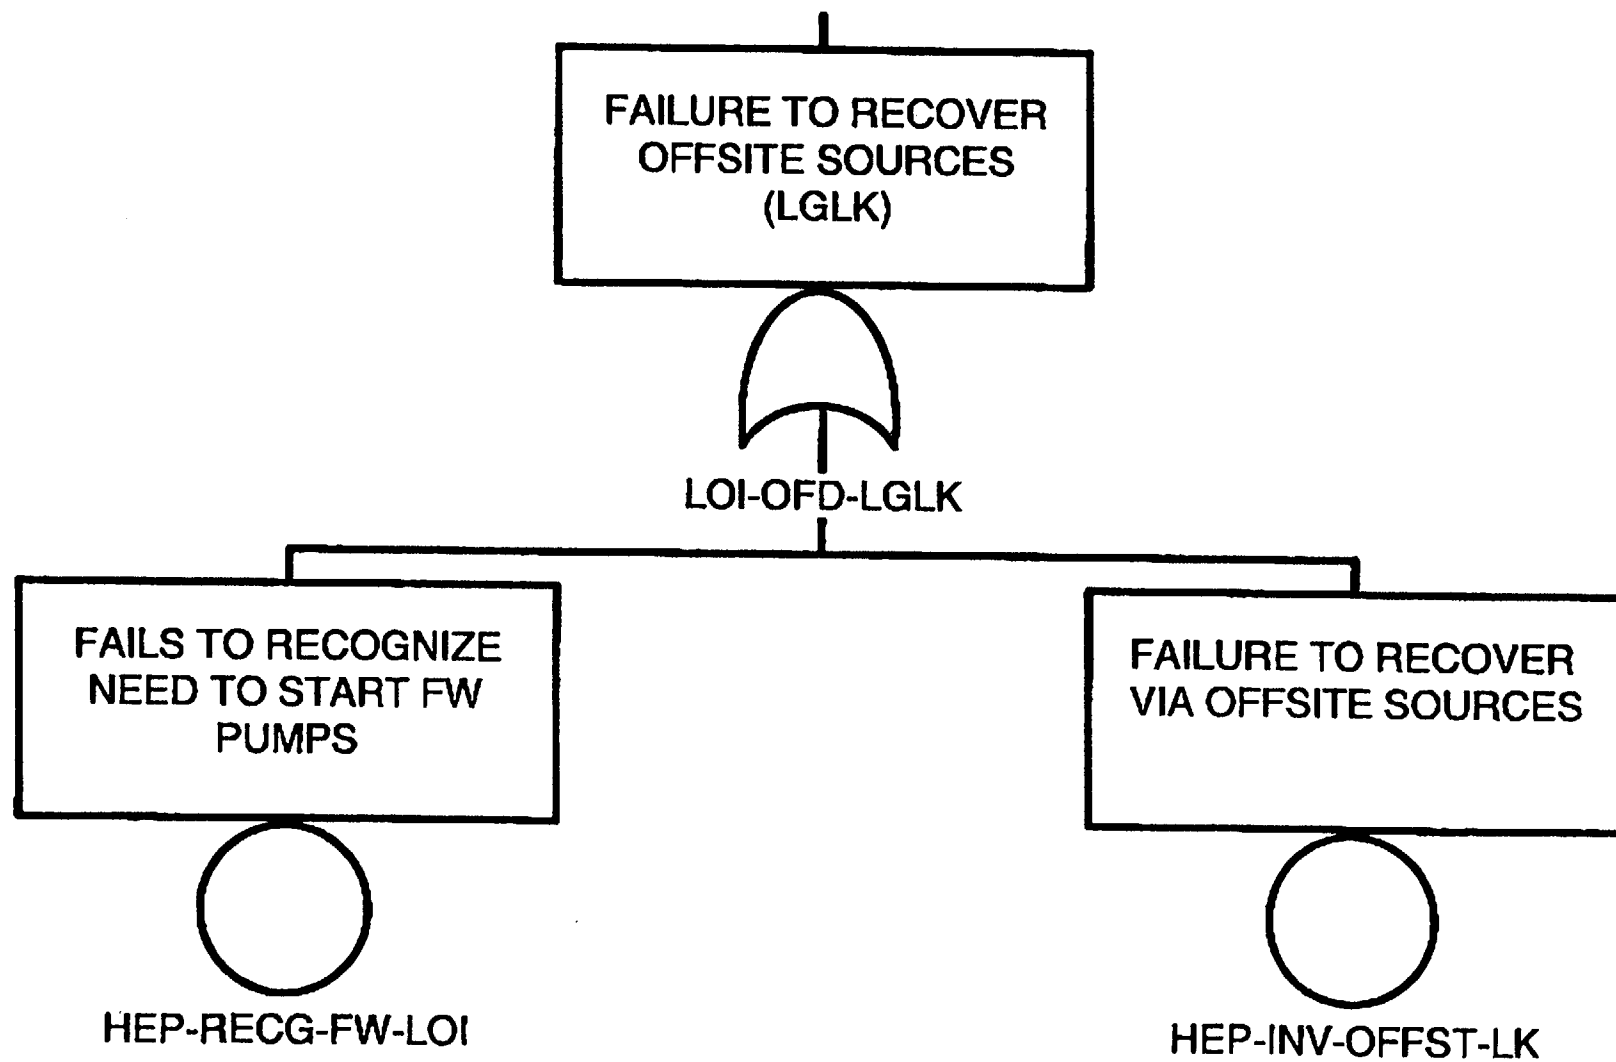 FAILURE TO RECOVER
OFFSITE SOURCES
(LGLK)
LOI-OFD-LGLK
FAILS TO RECOGNIZE
NEED TO START FW
PUMPS
FAILURE TO RECOVER
VIA OFFSITE SOURCES
HEP-RECG-FW-LOI
HEP-INV-OFFST-LK